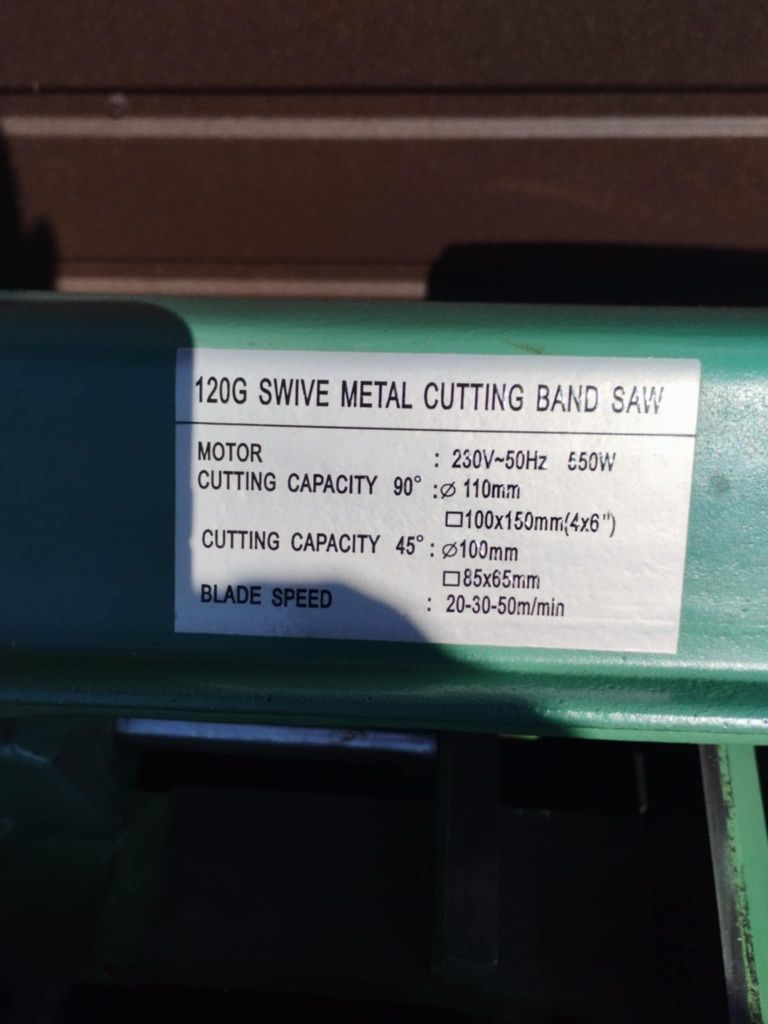 120G SWIVE METAL CUTTING BAND SAW
MOTOR : 230V~50Hz 550W
CUTTING CAPACITY 90° :⌀ 110mm
□100x150mm(4x6")
CUTTING CAPACITY 45° : ⌀100mm
□85x65mm
BLADE SPEED : 20-30-50m/min